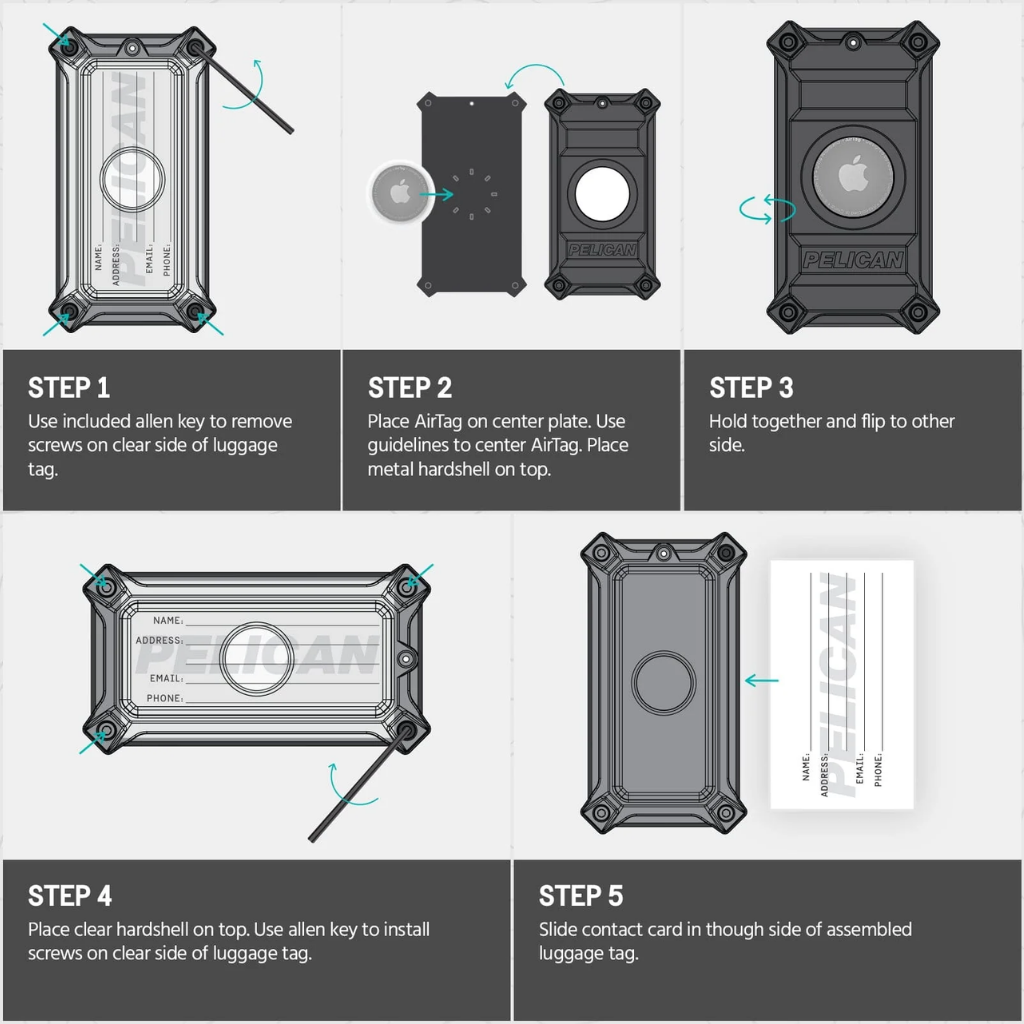 PELICAN
NAME:
ADDRESS:
EMAIL:
PHONE:
PELICAN
PELICAN
STEP 1
Use included allen key to remove
screws on clear side of luggage
tag.
STEP 2
Place AirTag on center plate. Use
guidelines to center AirTag. Place
metal hardshell on top.
STEP 3
Hold together and flip to other
side.
NAME:
ADDRESS:
PELICAN
EMAIL:
PHONE:
PELICAN
NAME:
ADDRESS:
EMAIL:
PHONE:
STEP 4
Place clear hardshell on top. Use allen key to install
screws on clear side of luggage tag.
STEP 5
Slide contact card in though side of assembled
luggage tag.